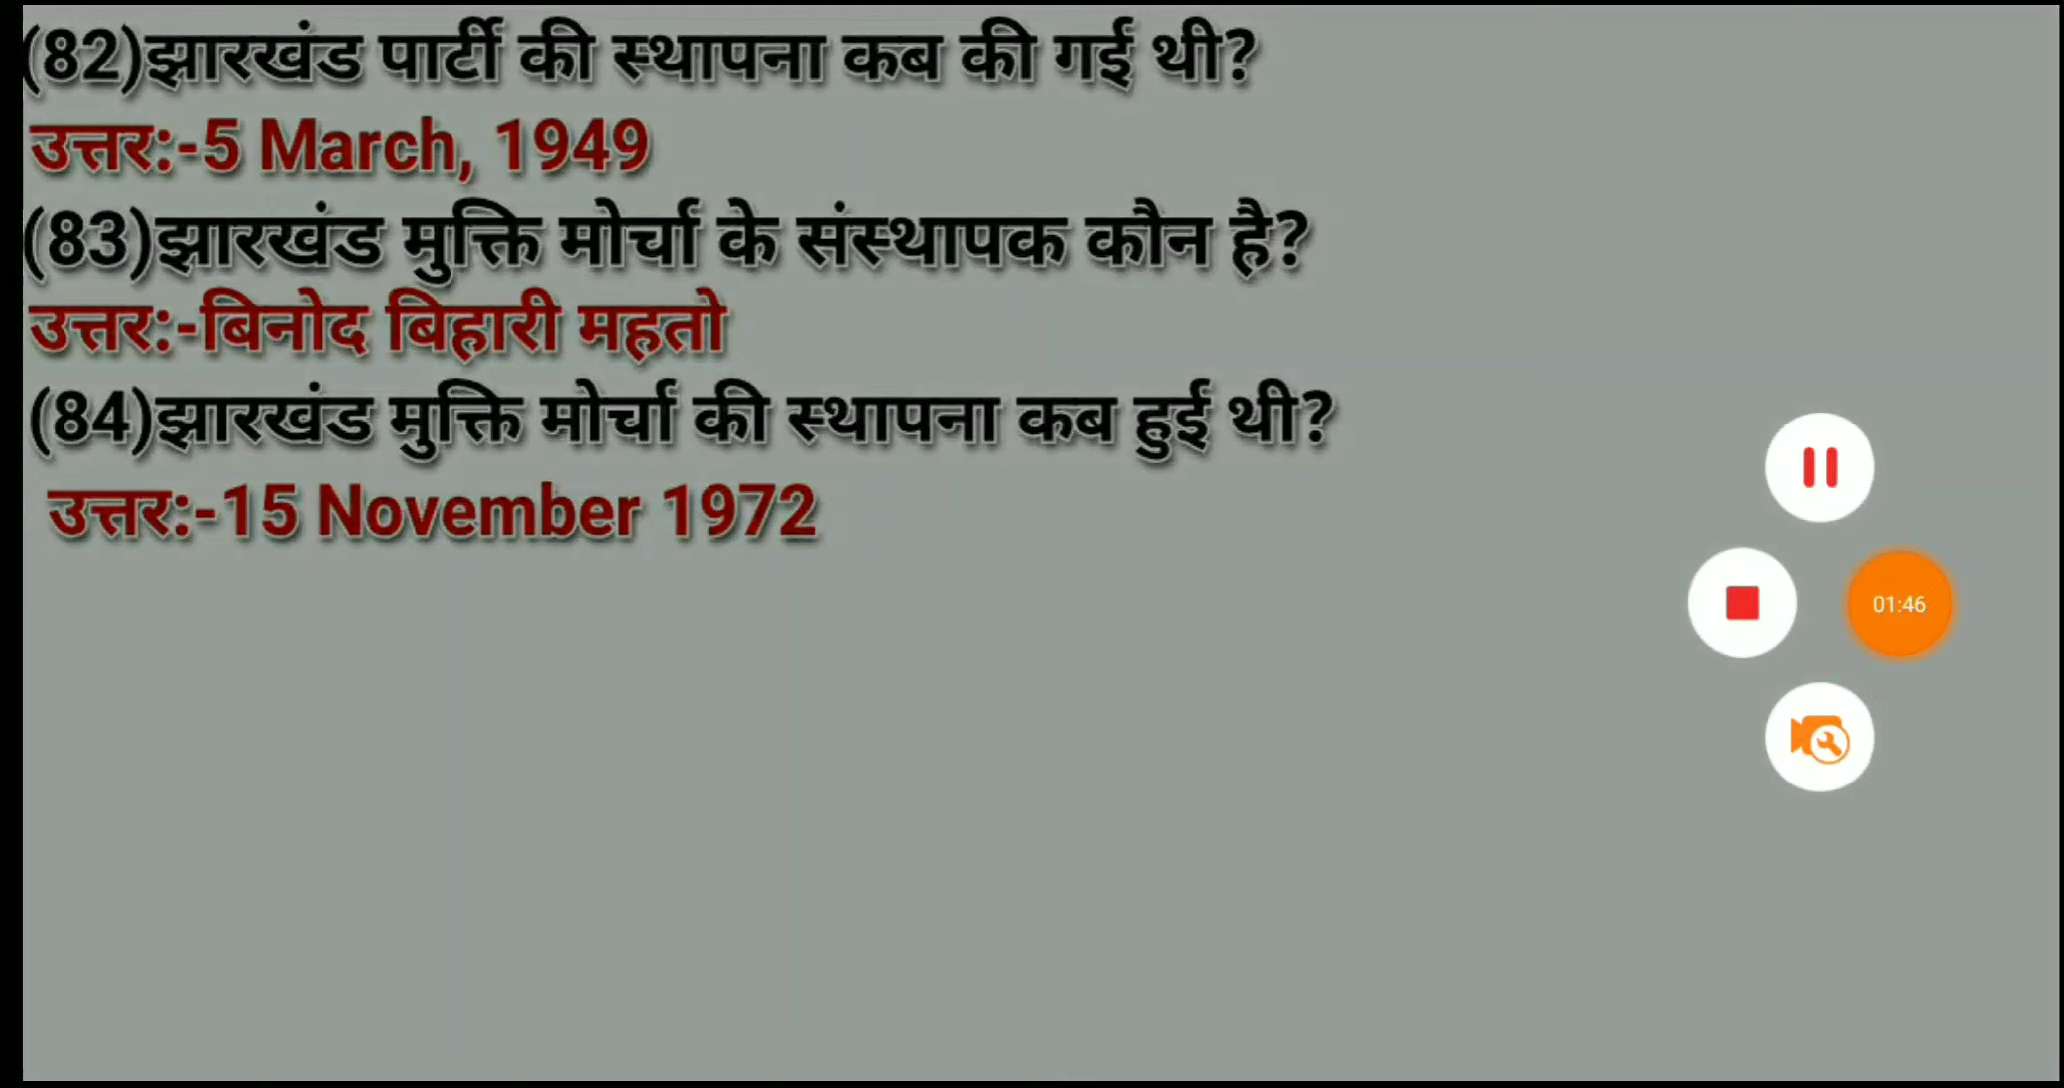 (82)झारखंड पार्टी की स्थापना कब की गई थी?
उत्तर:-5 March, 1949
(83)झारखंड मुक्ति मोर्चा के संस्थापक कौन है?
उत्तर:-बिनोद बिहारी महतो
(84)झारखंड मुक्ति मोर्चा की स्थापना कब हुई थी?
उत्तर:-15 November 1972
01:46